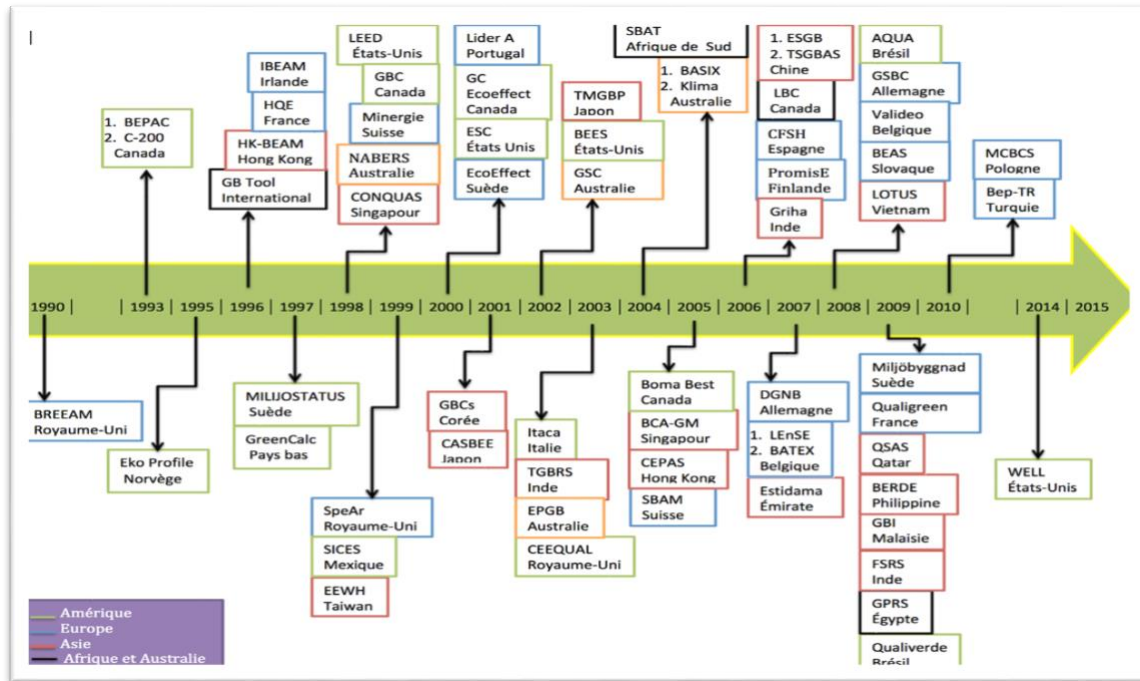 BEPAC
C-200
Canada
IBEAM
Irlande
HQE
France
HK-BEAM
Hong Kong
GB Tool
International
LEED
États-Unis
GBC
Canada
Minergie
Suisse
NABERS
Australie
CONQUAS
Singapour
Lider A
Portugal
GC
Ecoeffect
Canada
ESC
États Unis
EcoEffect
Suède
TMGBP
Japon
BEES
États-Unis
GSC
Australie
SBAT
Afrique de Sud
1. BASIX
2. Klima
Australie
1. ESGB
2. TSGBAS
Chine
LBC
Canada
CFSH
Espagne
PromisE
Finlande
Griha
Inde
AQUA
Brésil
GSBC
Allemagne
Valideo
Belgique
BEAS
Slovaque
LOTUS
Vietnam
MCBCS
Pologne
Bep-TR
Turquie
1990 | | 1993 | 1995 | 1996 | 1997 | 1998 | 1999 | 2000 | 2001 | 2002 | 2003 | 2004 | 2005 | 2006 | 2007 | 2008 | 2009 | 2010 | | 2014 | 2015
BREEAM
Royaume-Uni
Eko Profile
Norvège
MILIJOSTATUS
Suède
GreenCalc
Pays bas
SpeAr
Royaume-Uni
SICES
Mexique
EEWH
Taiwan
GBCs
Corée
CASBEE
Japon
Itaca
Italie
TGBRS
Inde
EPGB
Australie
CEEQUAL
Royaume-Uni
Boma Best
Canada
BCA-GM
Singapour
CEPAS
Hong Kong
SBAM
Suisse
DGNB
Allemagne
1. LEnSE
2. BATEX
Belgique
Estidama
Émirate
Miljöbyggnad
Suède
Qualigreen
France
QSAS
Qatar
BERDE
Philippine
GBI
Malaisie
FSRS
Inde
GPRS
Égypte
Qualiverde
Brésil
WELL
États-Unis
Amérique
Europe
Asie
Afrique et Australie